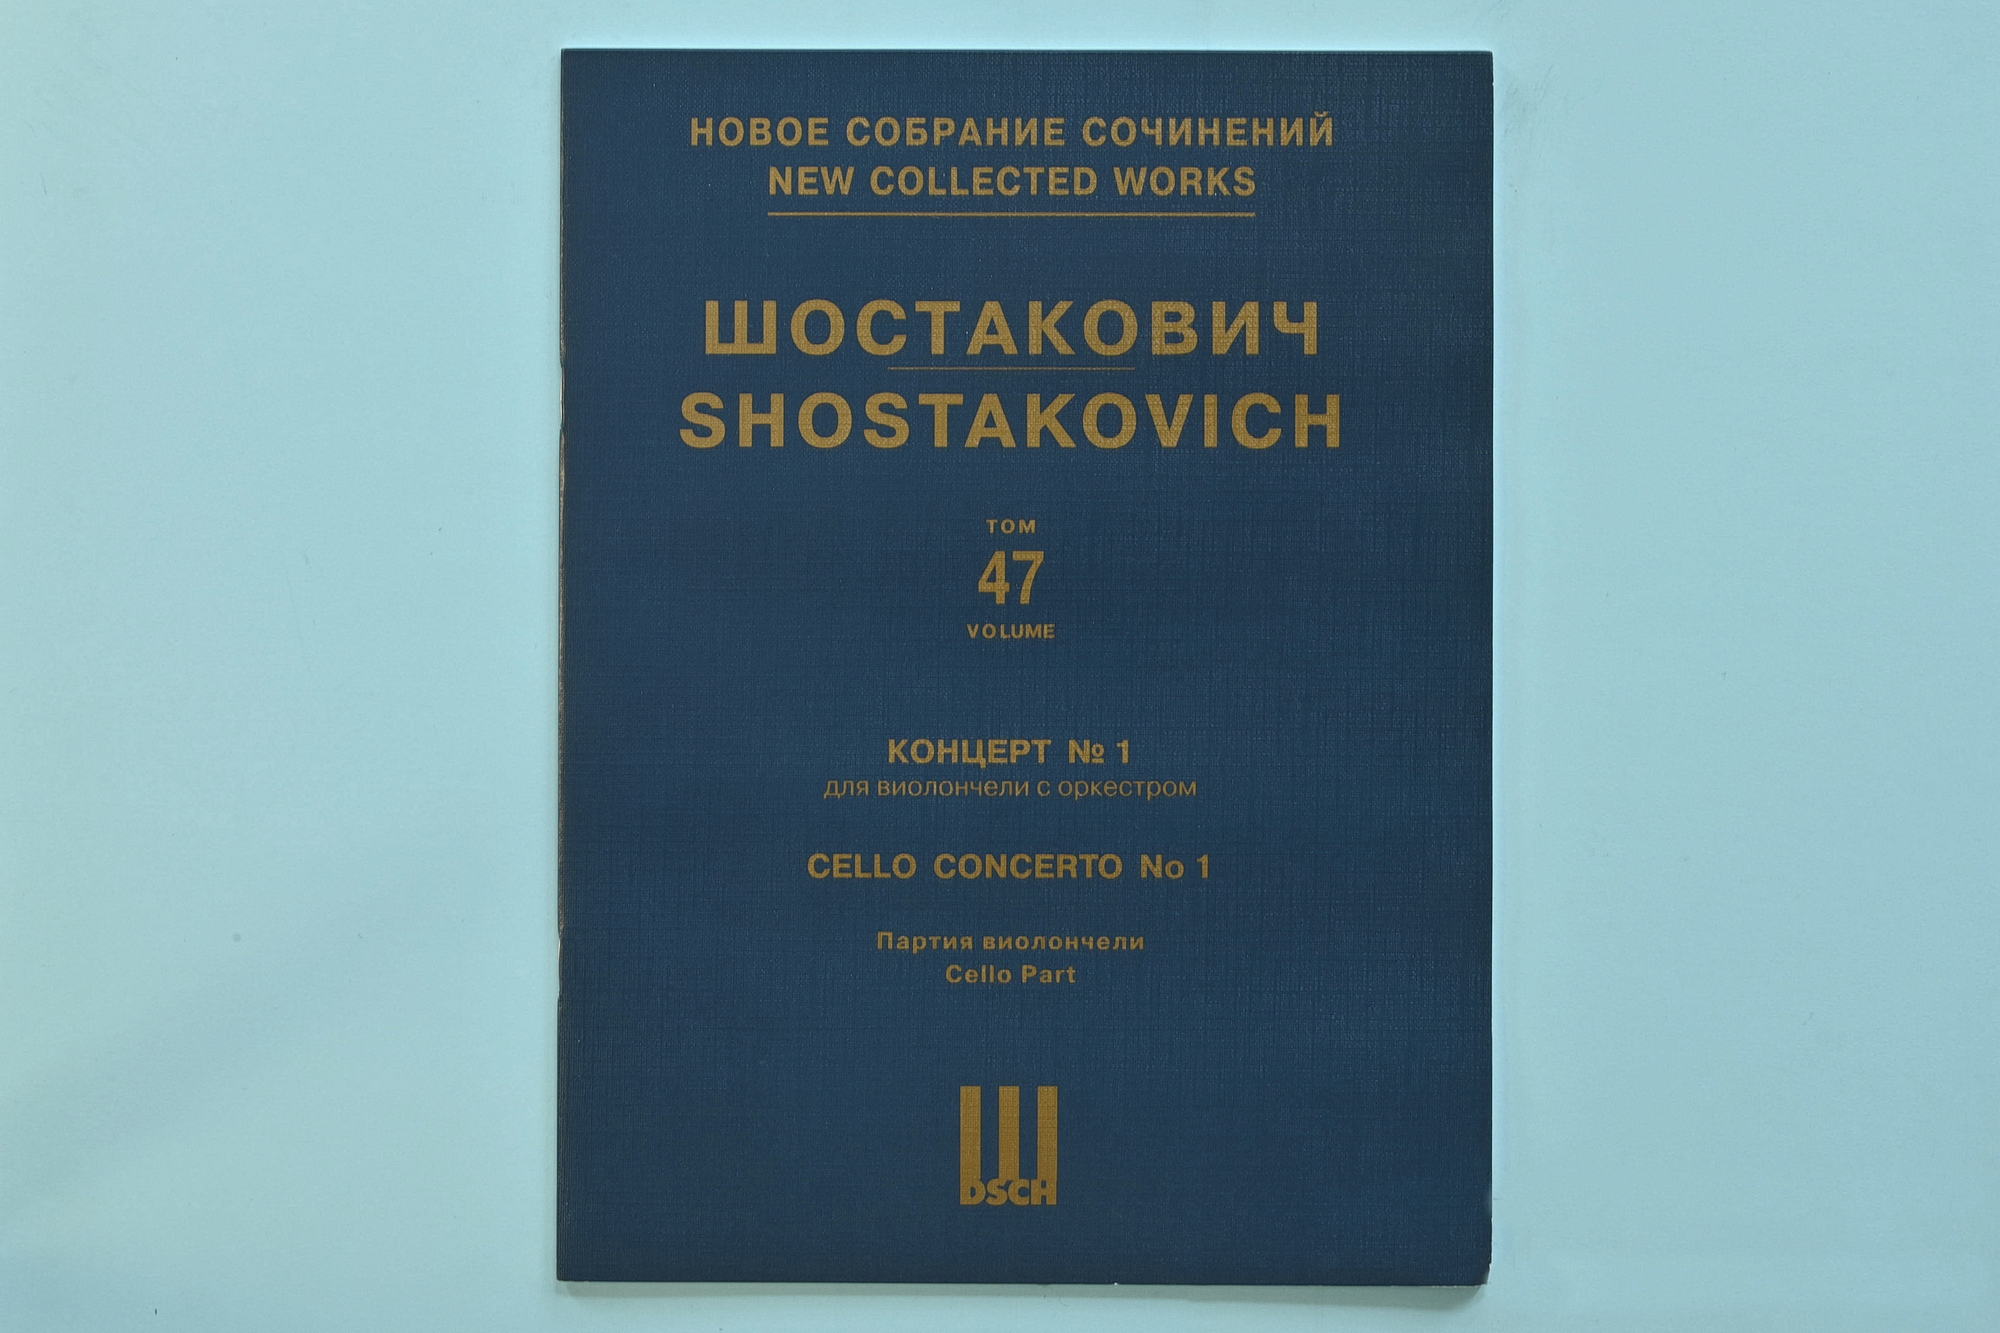 НОВОЕ СОБРАНИЕ СОЧИНЕНИЙ
NEW COLLECTED WORKS
ШОСТАКОВИЧ
SHOSTAKOVICH
ТОМ
47
VOLUME
КОНЦЕРТ № 1
для виолончели с оркестром
CELLO CONCERTO No 1
Партия виолончели
Cello Part
Ш
DSCH